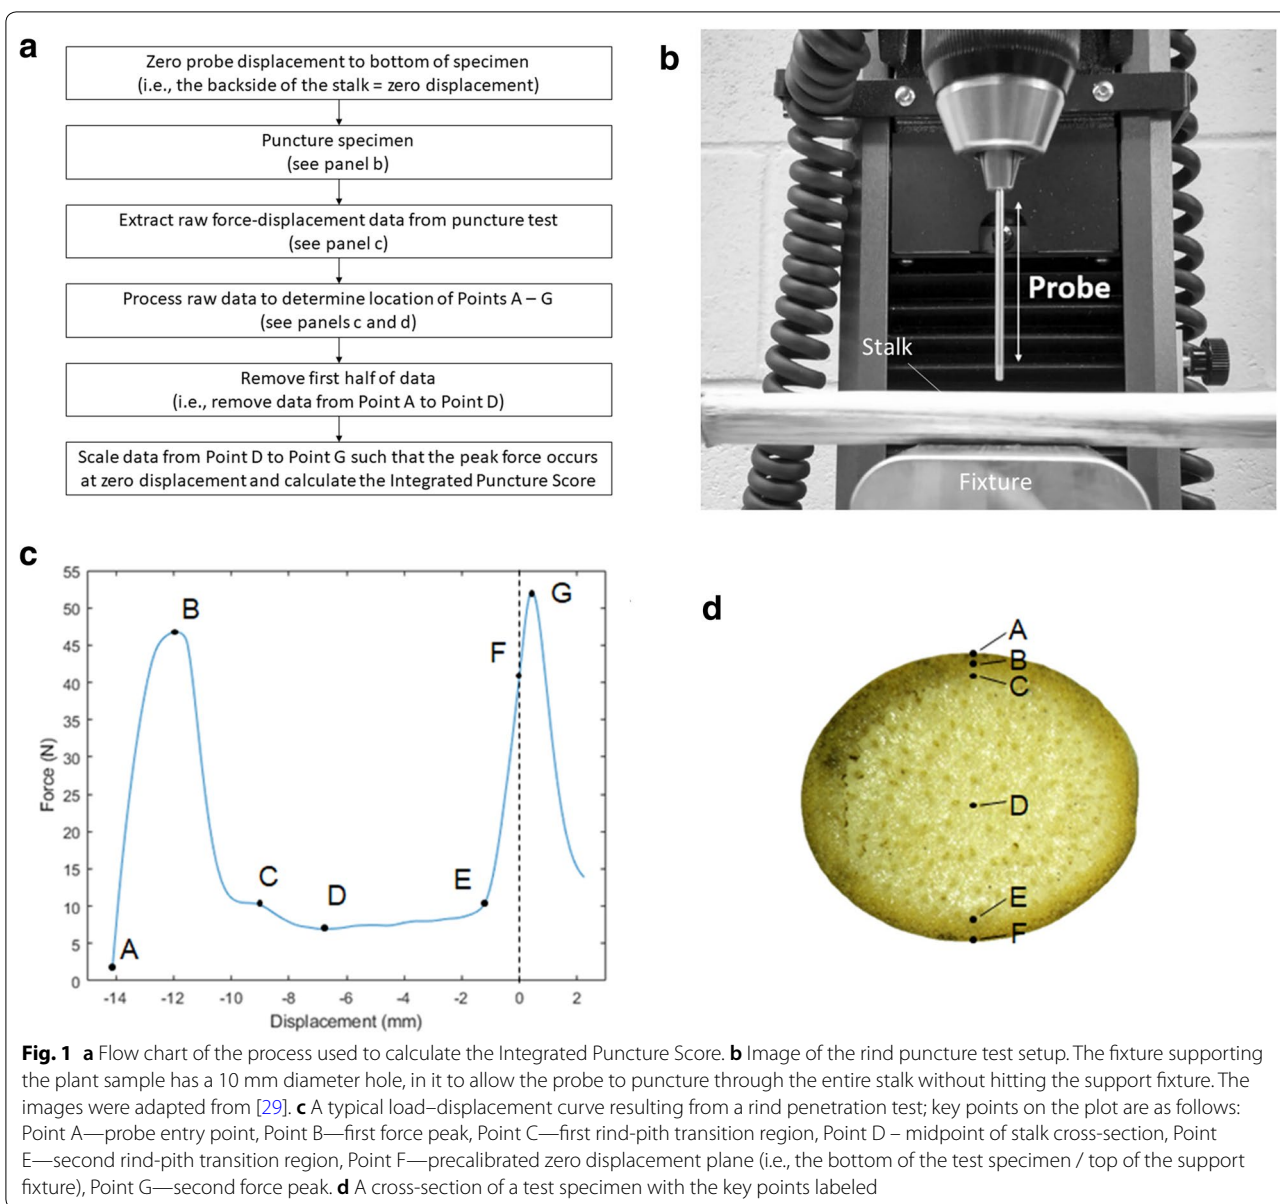 a
Zero probe displacement to bottom of specimen
(i.e., the backside of the stalk = zero displacement)
Puncture specimen
(see panel b)
Extract raw force-displacement data from puncture test
(see panel c)
Process raw data to determine location of Points A – G
(see panels c and d)
Remove first half of data
(i.e., remove data from Point A to Point D)
Scale data from Point D to Point G such that the peak force occurs
at zero displacement and calculate the Integrated Puncture Score
b
Probe
Stalk
Fixture
c
55
50
45
40
35
30
25
20
15
10
5
0
Force (N)
A
B
C
D
E
F
G
-14 -12 -10 -8 -6 -4 -2 0 2
Displacement (mm)
d
A
B
C
D
E
F
Fig. 1 a Flow chart of the process used to calculate the Integrated Puncture Score. b Image of the rind puncture test setup. The fixture supporting
the plant sample has a 10 mm diameter hole, in it to allow the probe to puncture through the entire stalk without hitting the support fixture. The
images were adapted from [29]. c A typical load–displacement curve resulting from a rind penetration test; key points on the plot are as follows:
Point A—probe entry point, Point B—first force peak, Point C—first rind-pith transition region, Point D – midpoint of stalk cross-section, Point
E—second rind-pith transition region, Point F—precalibrated zero displacement plane (i.e., the bottom of the test specimen / top of the support
fixture), Point G—second force peak. d A cross-section of a test specimen with the key points labeled